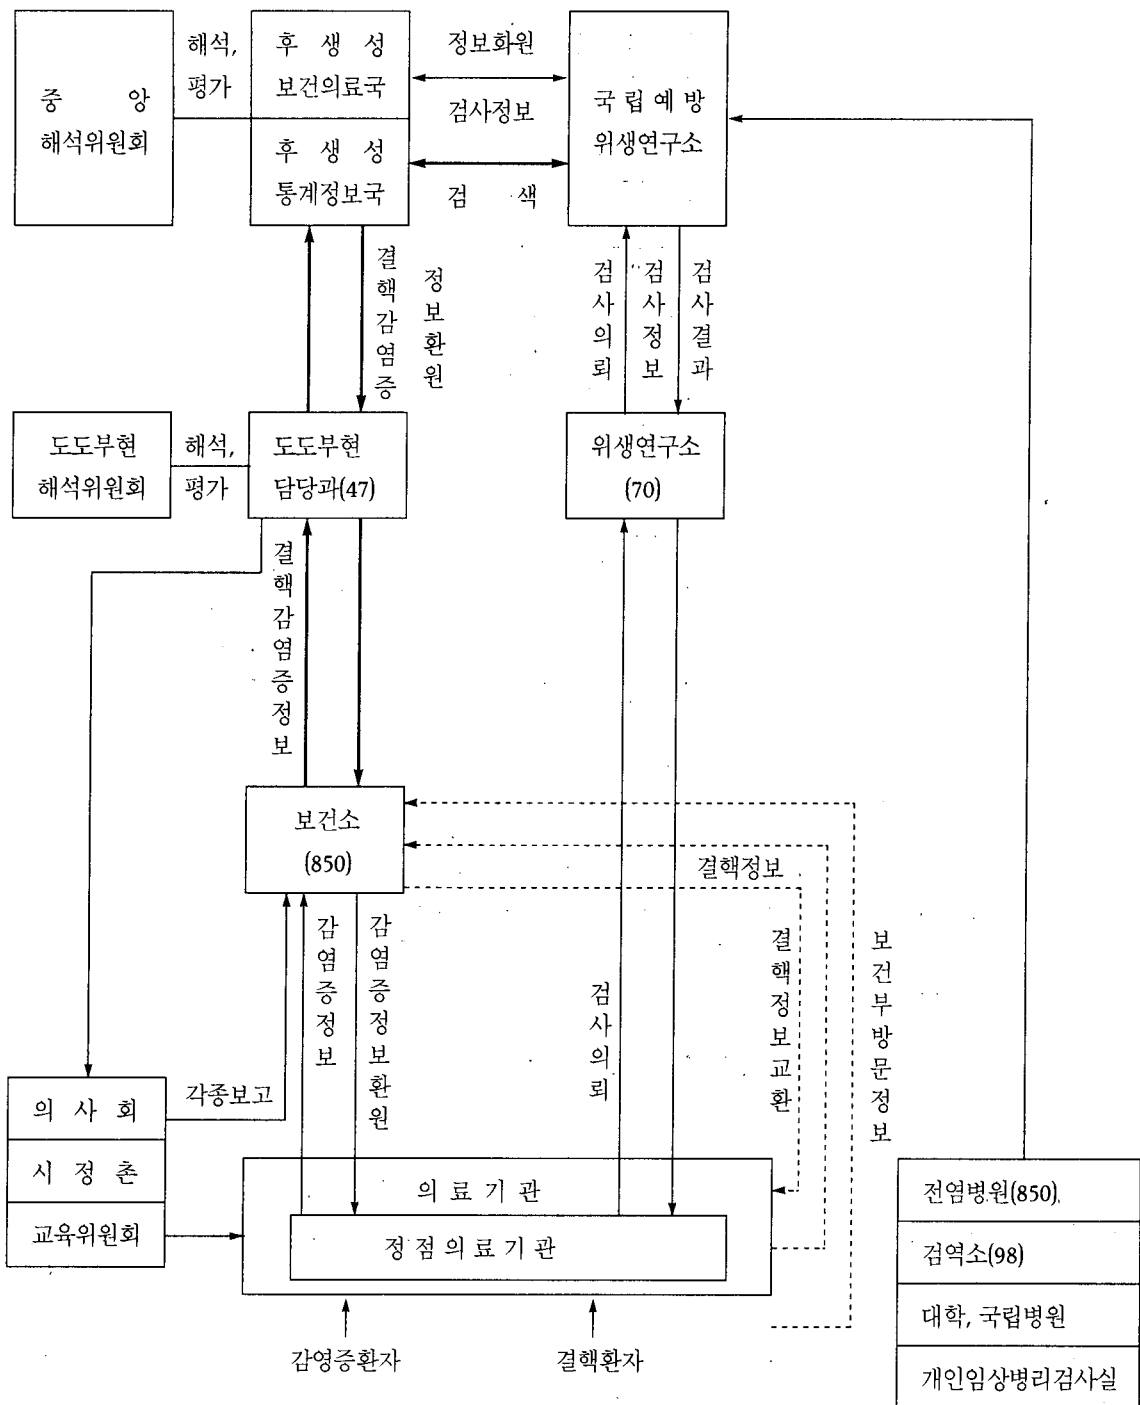 중 앙
해석위원회
해석,
평가
후 생 성
보건의료국
후 생 성
통계정보국
정보화원
검사정보
검 색
국립예방
위생연구소
결핵감염증
정보환원
검사의뢰
검사정보
검사결과
도도부현
해석위원회
해석,
평가
도도부현
담당과(47)
위생연구소
(70)
결핵감염증정보
보건소
(850)
결핵정보
감염증정보
감염증정보환원
검사의뢰
결핵정보교환
보건부방문정보
의 사 회
시 정 촌
교육위원회
각종보고
의 료 기 관
정 점 의 료 기 관
감영증환자
결핵환자
전염병원(850).
검역소(98)
대학, 국립병원
개인임상병리검사실